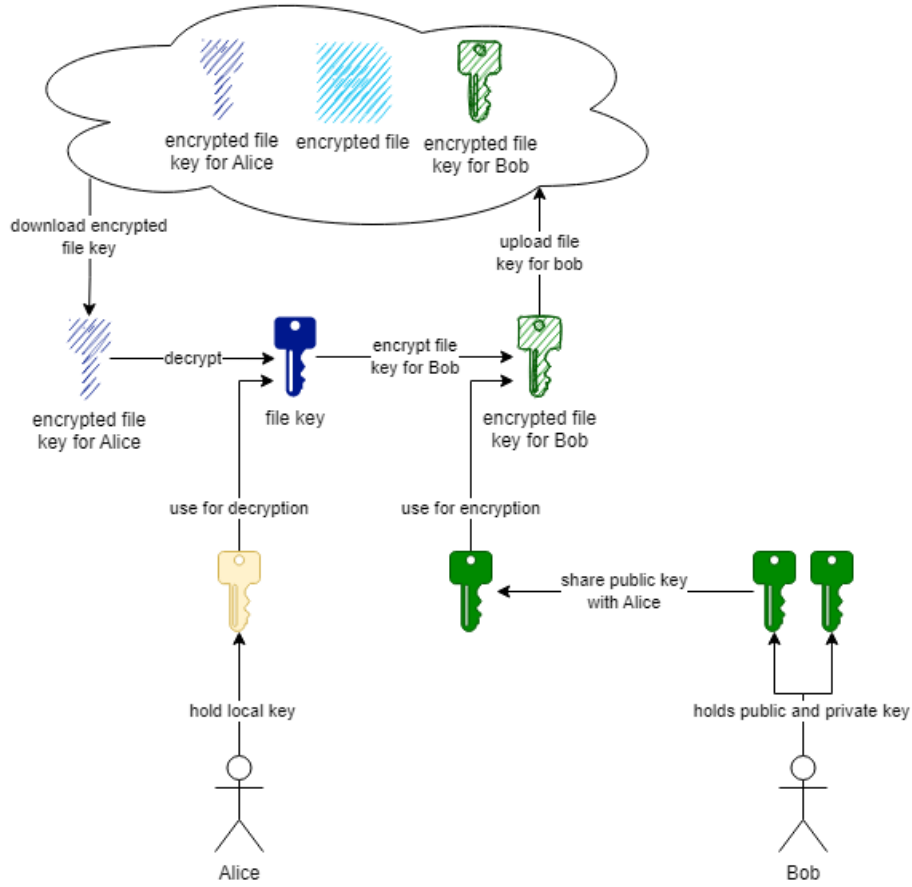 encrypted file
key for Alice
encrypted file
encrypted file
key for Bob
download encrypted
file key
upload file
key for bob
decrypt
encrypt file
key for Bob
encrypted file
key for Alice
file key
encrypted file
key for Bob
use for decryption
use for encryption
share public key
with Alice
hold local key
holds public and private key
Alice
Bob